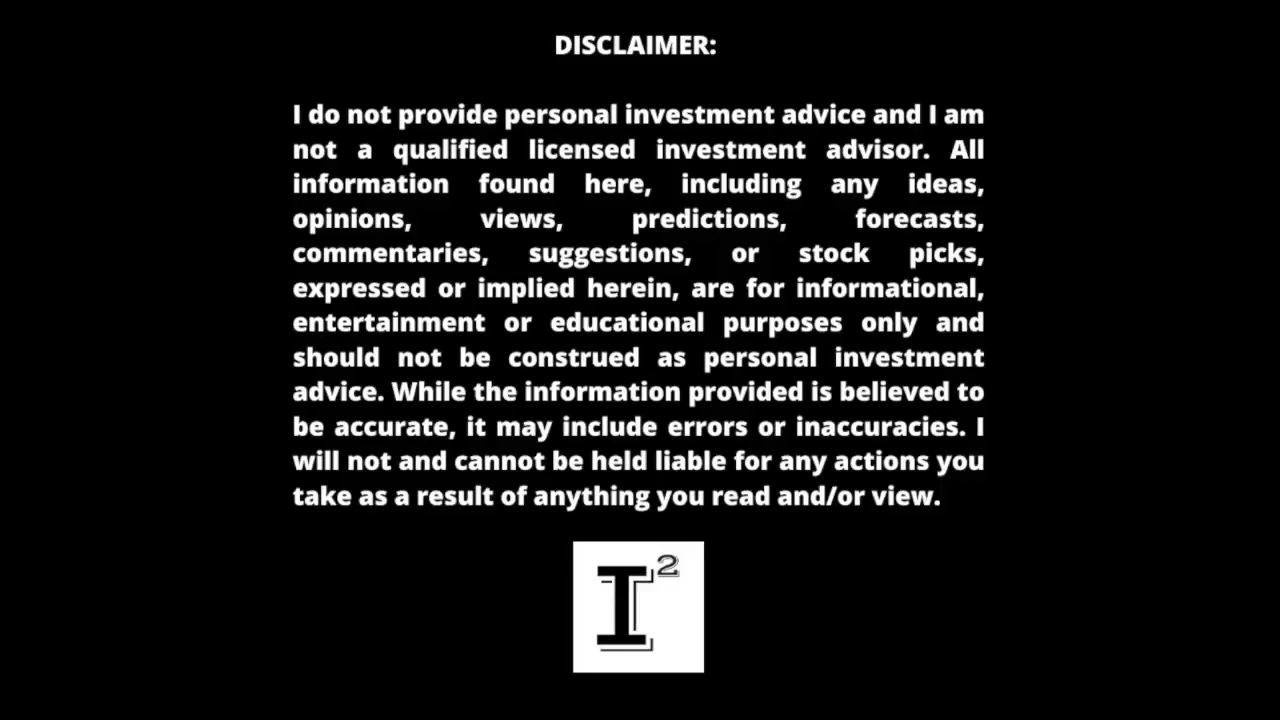 DISCLAIMER:
I do not provide personal investment advice and I am
not a qualified licensed investment advisor. All
information found here, including any ideas,
opinions, views, predictions, forecasts,
commentaries, suggestions, or stock picks,
expressed or implied herein, are for informational,
entertainment or educational purposes only and
should not be construed as personal investment
advice. While the information provided is believed to
be accurate, it may include errors or inaccuracies. I
will not and cannot be held liable for any actions you
take as a result of anything you read and/or view.
I²